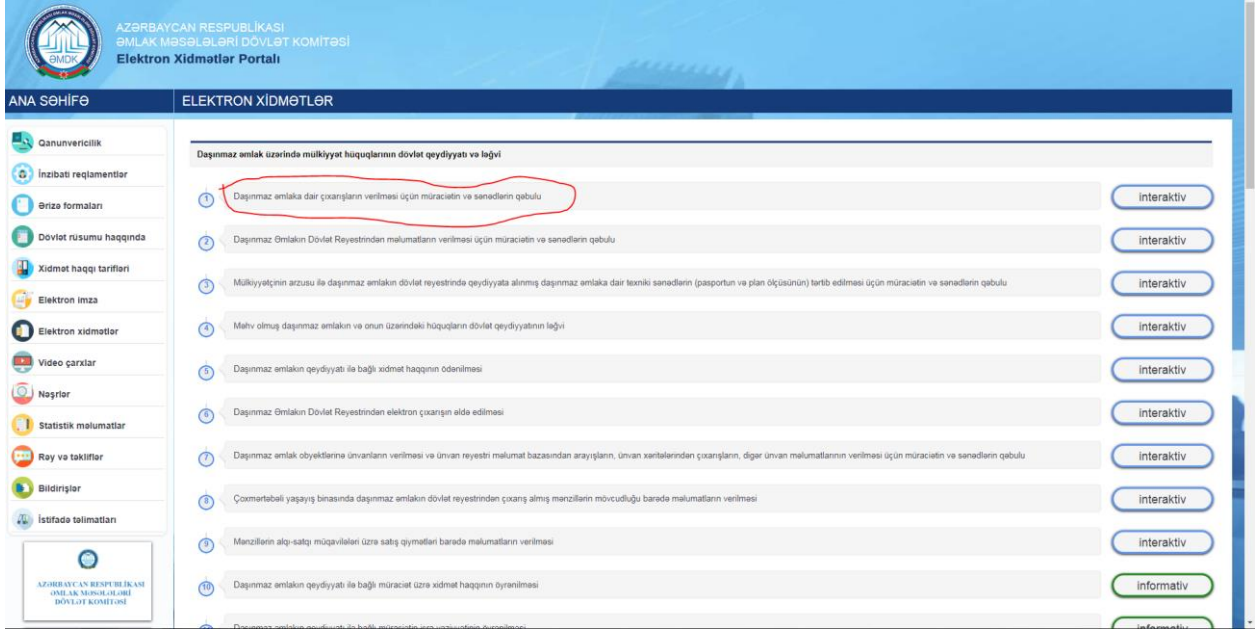 ƏMDK
AZƏRBAYCAN RESPUBLİKASI
ƏMLAK MƏSƏLƏLƏRİ DÖVLƏT KOMİTƏSİ
Elektron Xidmətlər Portalı
ANA SƏHİFƏ
ELEKTRON XİDMƏTLƏR
Qanunvericilik
İnzibati reqlamentlər
Ərizə formaları
Dövlət rüsumu haqqında
Xidmət haqqı tarifləri
Elektron imza
Elektron xidmətlər
Video çarxlar
Nəşrlər
Statistik məlumatlar
Rəy və təkliflər
Bildirişlər
İstifadə təlimatları
AZƏRBAYCAN RESPUBLİKASI
ƏMLAK MƏSƏLƏLƏRİ
DÖVLƏT KOMİTƏSİ
Daşınmaz əmlak üzərində mülkiyyət hüquqlarının dövlət qeydiyyatı və ləğvi
1 Daşınmaz əmlaka dair çıxarışların verilməsi üçün müraciətin və sənədlərin qəbulu interaktiv
2 Daşınmaz Əmlakın Dövlət Reyestrindən məlumatların verilməsi üçün müraciətin və sənədlərin qəbulu interaktiv
3 Mülkiyyətçinin arzusu ilə daşınmaz əmlakın dövlət reyestrində qeydiyyata alınmış daşınmaz əmlaka dair texniki sənədlərin (pasportun və plan ölçüsünün) tərtib edilməsi üçün müraciətin və sənədlərin qəbulu interaktiv
4 Məhv olmuş daşınmaz əmlakın və onun üzərindəki hüquqların dövlət qeydiyyatının ləğvi interaktiv
5 Daşınmaz əmlakın qeydiyyatı ilə bağlı xidmət haqqının ödənilməsi interaktiv
6 Daşınmaz Əmlakın Dövlət Reyestrindən elektron çıxarışın əldə edilməsi interaktiv
7 Daşınmaz əmlak obyektlərinə ünvanların verilməsi və ünvan reyestri məlumat bazasından arayışların, ünvan xəritələrindən çıxarışların, digər ünvan məlumatlarının verilməsi üçün müraciətin və sənədlərin qəbulu interaktiv
8 Çoxmərtəbəli yaşayış binasında daşınmaz əmlakın dövlət reyestrindən çıxarış almış mənzillərin mövcudluğu barədə məlumatların verilməsi interaktiv
9 Mənzillərin alqı-satqı müqavilələri üzrə satış qiymətləri barədə məlumatların verilməsi interaktiv
10 Daşınmaz əmlakın qeydiyyatı ilə bağlı müraciət üzrə xidmət haqqının öyrənilməsi informativ
Daşınmaz əmlakın qeydiyyatı ilə bağlı müraciətin icra vəziyyətinin öyrənilməsi informativ